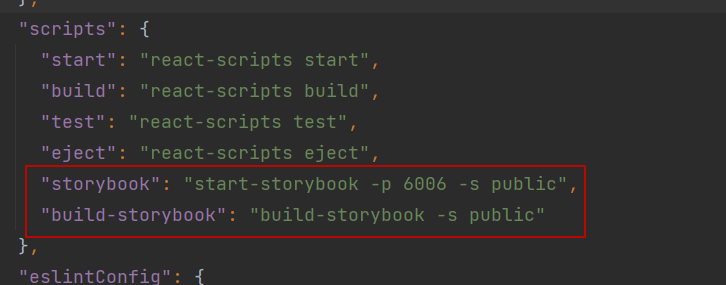 },
"scripts": {
"start": "react-scripts start",
"build": "react-scripts build",
"test": "react-scripts test",
"eject": "react-scripts eject",
"storybook": "start-storybook -p 6006 -s public",
"build-storybook": "build-storybook -s public"
},
"eslintConfig": {